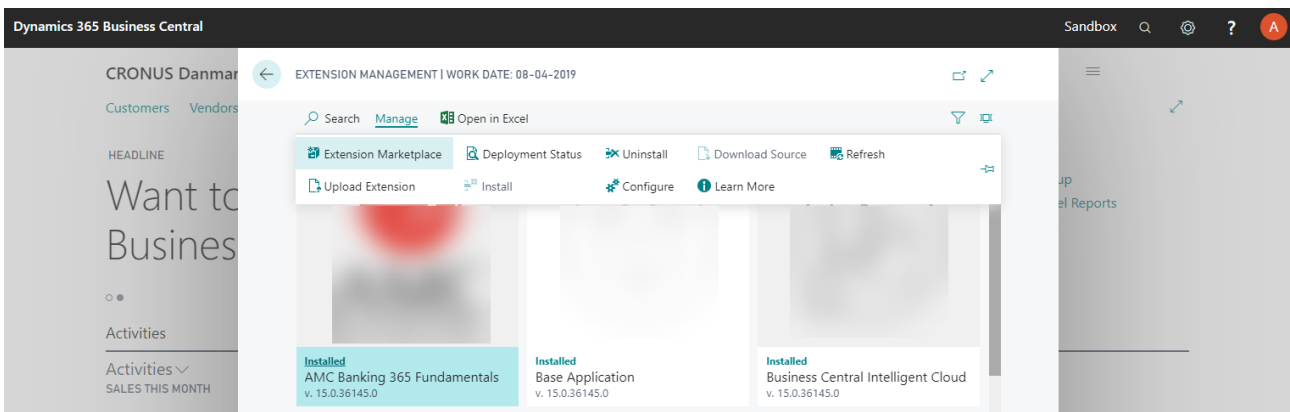 Dynamics 365 Business Central
Sandbox
?
A
CRONUS Danmar
EXTENSION MANAGEMENT | WORK DATE: 08-04-2019
Customers Vendors
Search Manage Open in Excel
Extension Marketplace Deployment Status Uninstall Download Source Refresh
Upload Extension Install Configure Learn More
HEADLINE
Want to
Business
up
el Reports
Activities
Activities
SALES THIS MONTH
Installed
AMC Banking 365 Fundamentals
v. 15.0.36145.0
Installed
Base Application
v. 15.0.36145.0
Installed
Business Central Intelligent Cloud
v. 15.0.36145.0